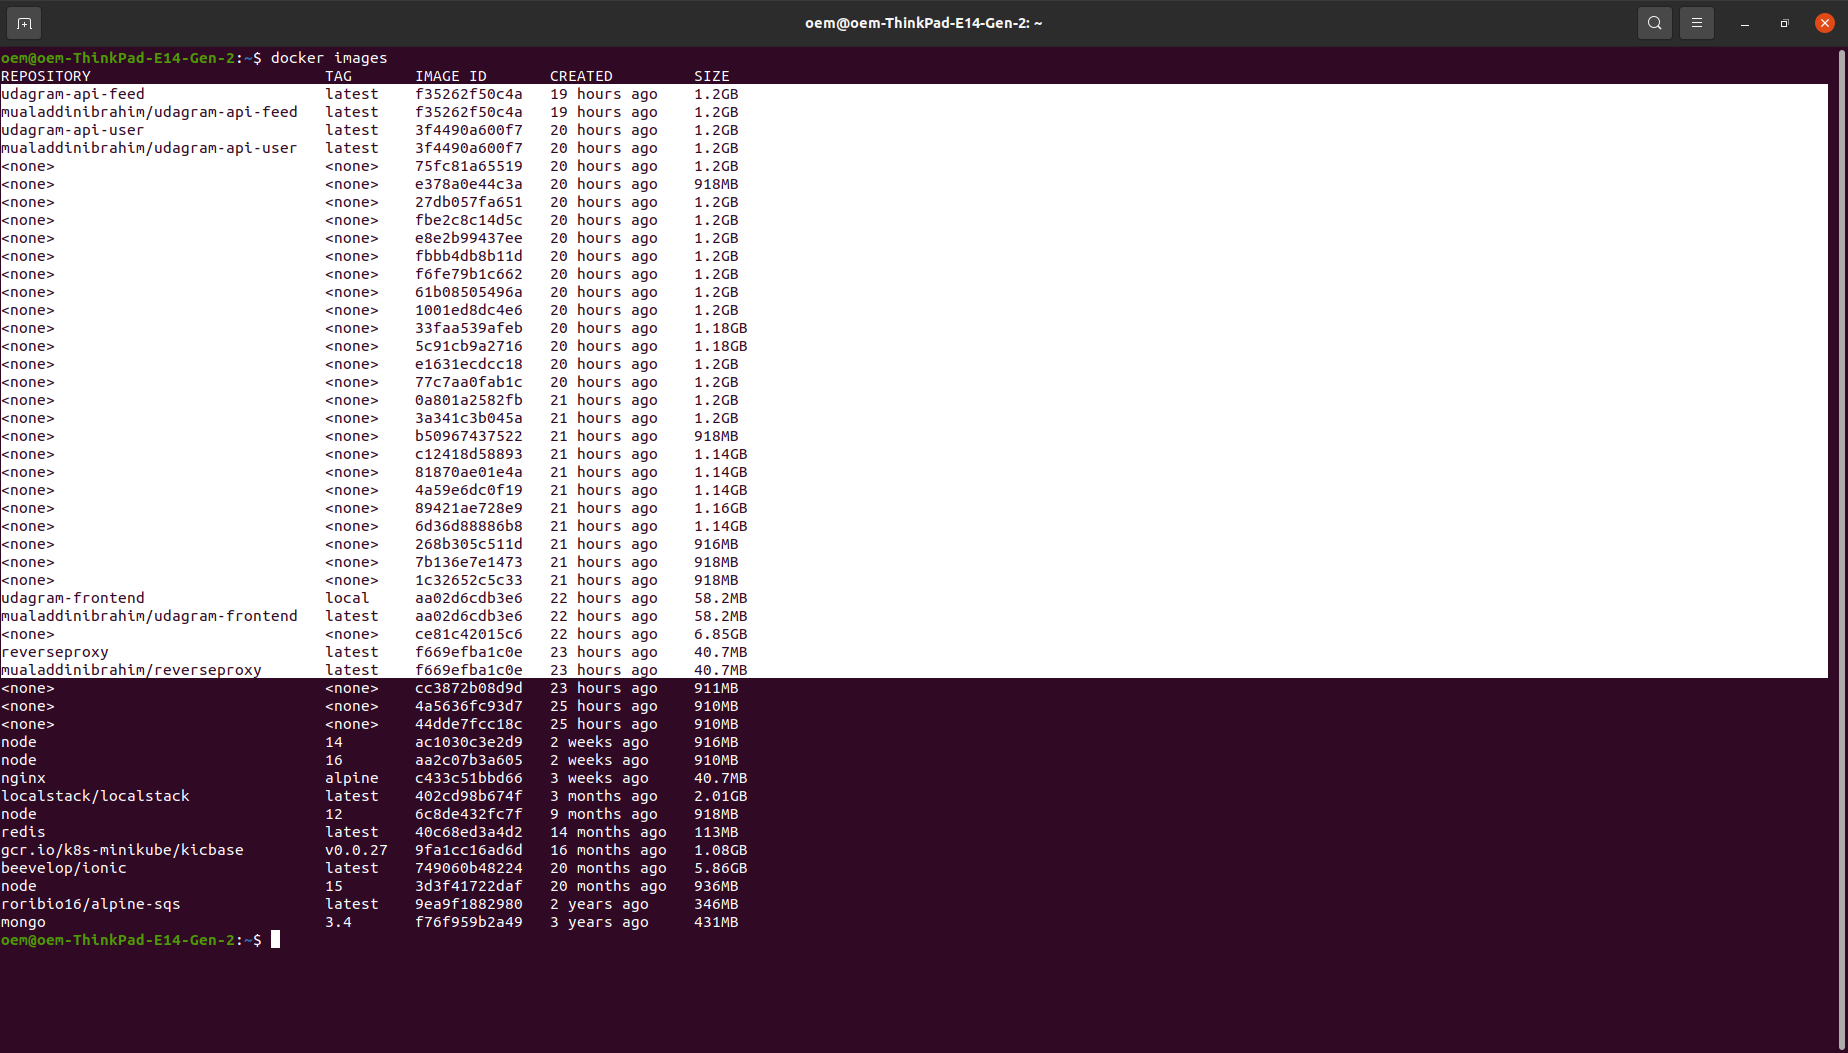 oem@oem-ThinkPad-E14-Gen-2: ~
oem@oem-ThinkPad-E14-Gen-2:~$ docker images
REPOSITORY TAG IMAGE ID CREATED SIZE
udagram-api-feed latest f35262f50c4a 19 hours ago 1.2GB
mualaddinibrahim/udagram-api-feed latest f35262f50c4a 19 hours ago 1.2GB
udagram-api-user latest 3f4490a600f7 20 hours ago 1.2GB
mualaddinibrahim/udagram-api-user latest 3f4490a600f7 20 hours ago 1.2GB
<none> <none> 75fc81a65519 20 hours ago 1.2GB
<none> <none> e378a0e44c3a 20 hours ago 918MB
<none> <none> 27db057fa651 20 hours ago 1.2GB
<none> <none> fbe2c8c14d5c 20 hours ago 1.2GB
<none> <none> e8e2b99437ee 20 hours ago 1.2GB
<none> <none> fbbb4db8b11d 20 hours ago 1.2GB
<none> <none> f6fe79b1c662 20 hours ago 1.2GB
<none> <none> 61b08505496a 20 hours ago 1.2GB
<none> <none> 1001ed8dc4e6 20 hours ago 1.2GB
<none> <none> 33faa539afeb 20 hours ago 1.18GB
<none> <none> 5c91cb9a2716 20 hours ago 1.18GB
<none> <none> e1631ecdcc18 20 hours ago 1.2GB
<none> <none> 77c7aa0fab1c 20 hours ago 1.2GB
<none> <none> 0a801a2582fb 21 hours ago 1.2GB
<none> <none> 3a341c3b045a 21 hours ago 1.2GB
<none> <none> b50967437522 21 hours ago 918MB
<none> <none> c12418d58893 21 hours ago 1.14GB
<none> <none> 81870ae01e4a 21 hours ago 1.14GB
<none> <none> 4a59e6dc0f19 21 hours ago 1.14GB
<none> <none> 89421ae728e9 21 hours ago 1.16GB
<none> <none> 6d36d88886b8 21 hours ago 1.14GB
<none> <none> 268b305c511d 21 hours ago 916MB
<none> <none> 7b136e7e1473 21 hours ago 918MB
<none> <none> 1c32652c5c33 21 hours ago 918MB
udagram-frontend local aa02d6cdb3e6 22 hours ago 58.2MB
mualaddinibrahim/udagram-frontend latest aa02d6cdb3e6 22 hours ago 58.2MB
<none> <none> ce81c42015c6 22 hours ago 6.85GB
reverseproxy latest f669efba1c0e 23 hours ago 40.7MB
mualaddinibrahim/reverseproxy latest f669efba1c0e 23 hours ago 40.7MB
<none> <none> cc3872b08d9d 23 hours ago 911MB
<none> <none> 4a5636fc93d7 25 hours ago 910MB
<none> <none> 44dde7fcc18c 25 hours ago 910MB
node 14 ac1030c3e2d9 2 weeks ago 916MB
node 16 aa2c07b3a605 2 weeks ago 910MB
nginx alpine c433c51bbd66 3 weeks ago 40.7MB
localstack/localstack latest 402cd98b674f 3 months ago 2.01GB
node 12 6c8de432fc7f 9 months ago 918MB
redis latest 40c68ed3a4d2 14 months ago 113MB
gcr.io/k8s-minikube/kicbase v0.0.27 9fa1cc16ad6d 16 months ago 1.08GB
beevelop/ionic latest 749060b48224 20 months ago 5.86GB
node 15 3d3f41722daf 20 months ago 936MB
roribio16/alpine-sqs latest 9ea9f1882980 2 years ago 346MB
mongo 3.4 f76f959b2a49 3 years ago 431MB
oem@oem-ThinkPad-E14-Gen-2:~$